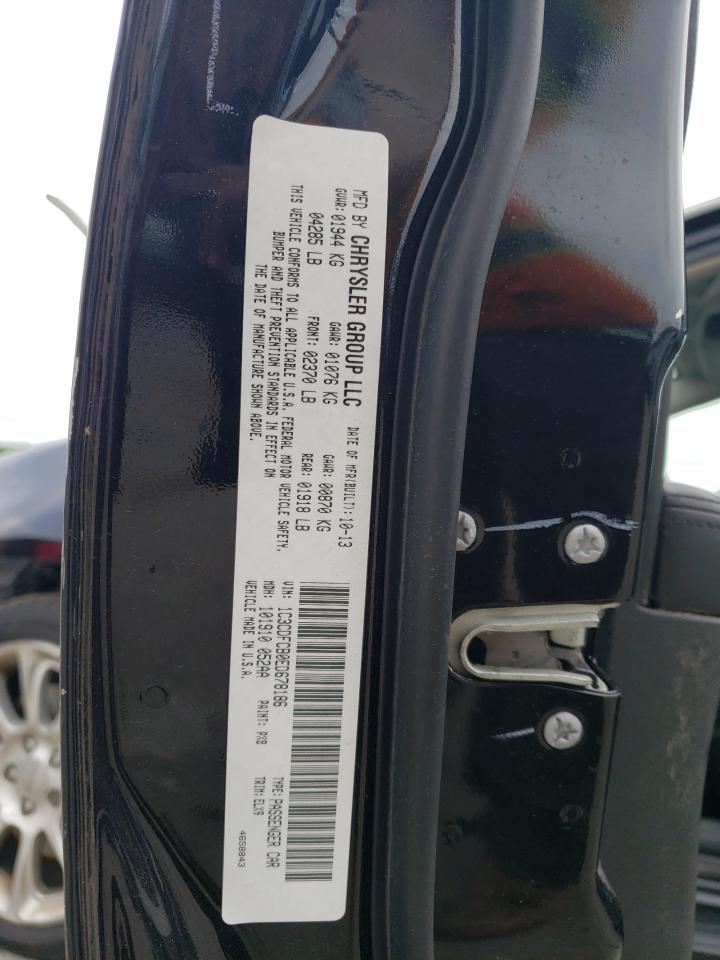 MFD BY CHRYSLER GROUP LLC DATE OF MFR(BUILT): 10-13
GVWR: 01944 KG GAWR: 01076 KG GAWR: 00870 KG
04285 LB FRONT: 02370 LB REAR: 01918 LB
THIS VEHICLE CONFORMS TO ALL APPLICABLE U.S.A. FEDERAL MOTOR VEHICLE SAFETY,
BUMPER AND THEFT PREVENTION STANDARDS IN EFFECT ON
THE DATE OF MANUFACTURE SHOWN ABOVE.
VIN: 1C3CDFCB0ED678186 TYPE: PASSENGER CAR
MDH: 101910 052AA PAINT: PX8 TRIM: ELX9
VEHICLE MADE IN U.S.A.
4658843